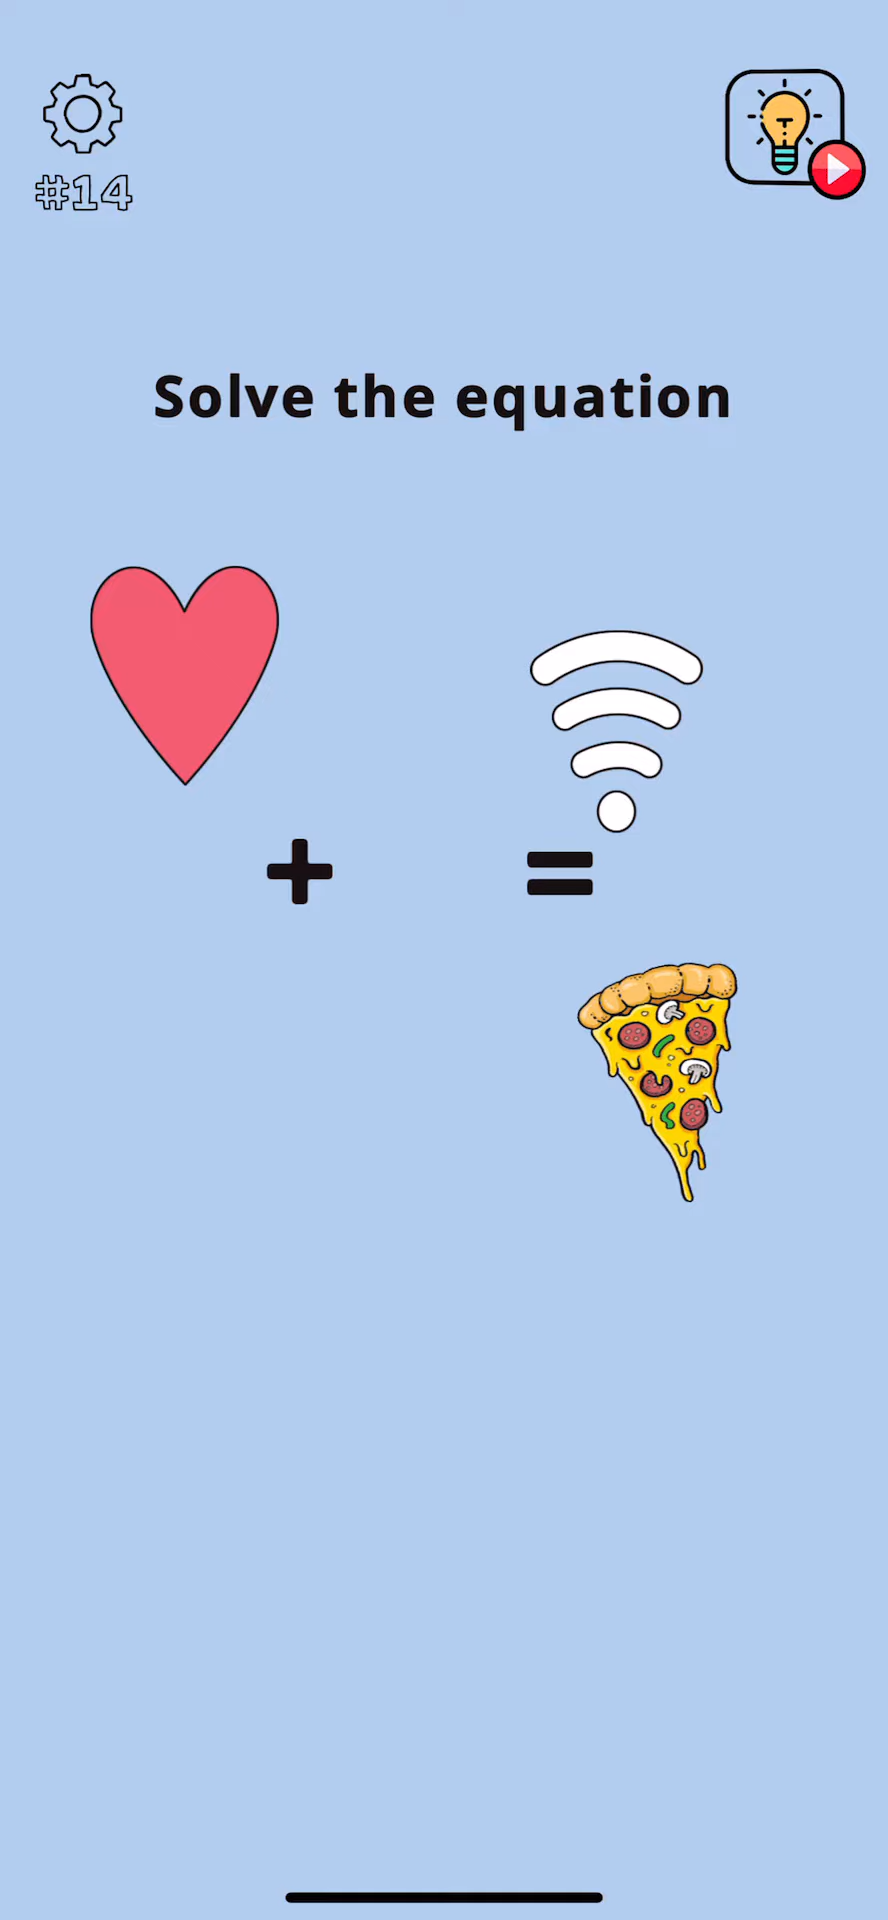 #14
Solve the equation
+ =